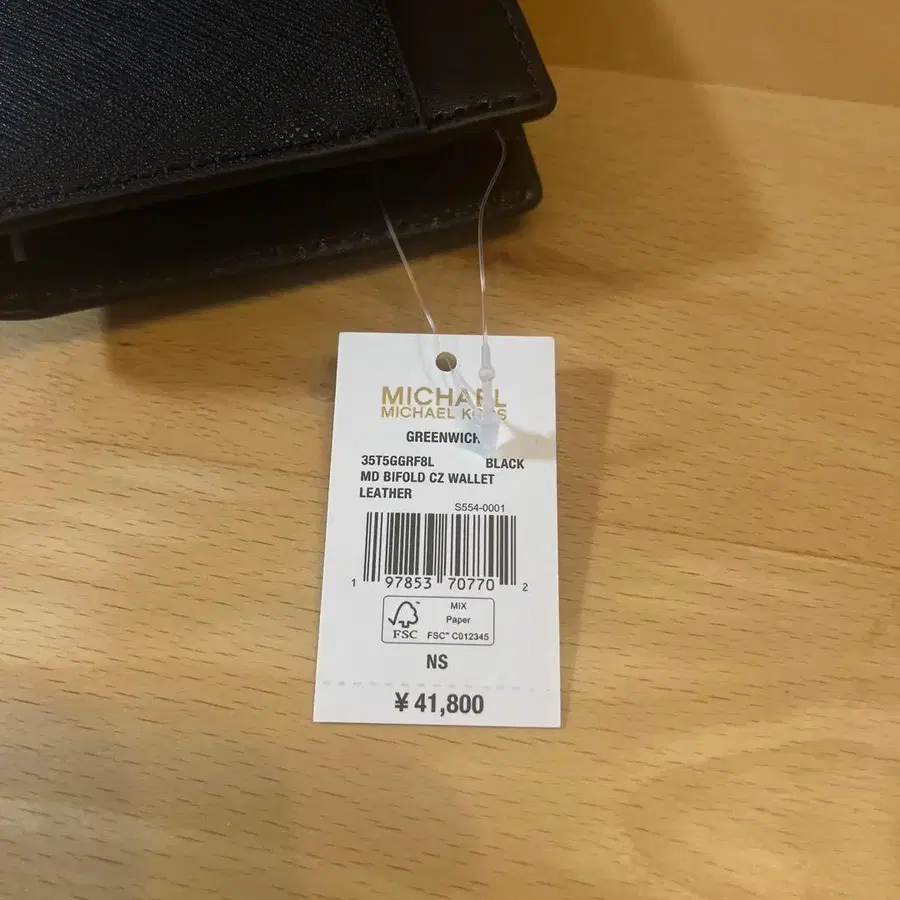 MICHAEL
MICHAEL KORS
GREENWICH
35T5GGRF8L BLACK
MD BIFOLD CZ WALLET
LEATHER
S554-0001
1 97853 70770 2
FSC
MIX
Paper
FSC™ C012345
NS
¥ 41,800